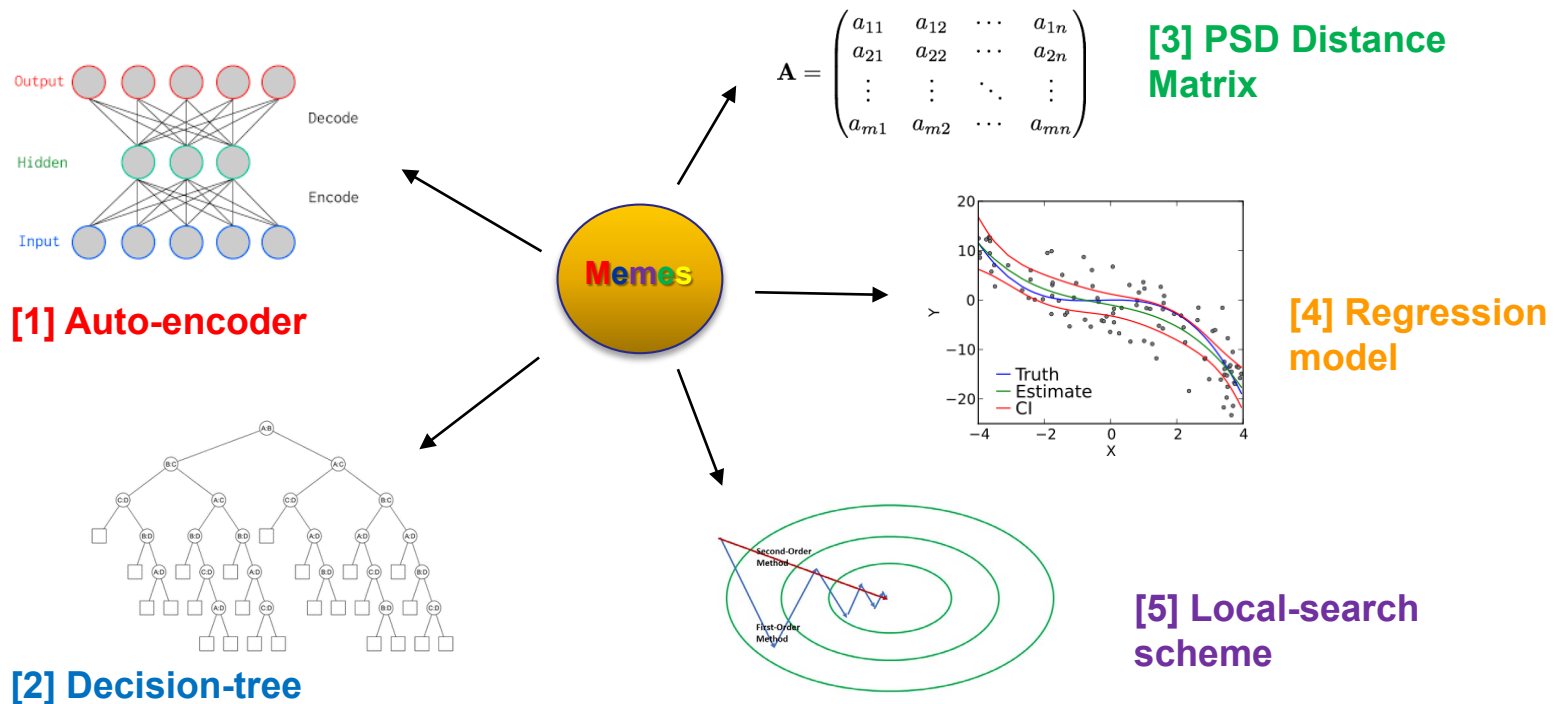 Output
Decode
Hidden
Encode
Input
[1] Auto-encoder
A =
a11 a12 ⋯ a1n
a21 a22 ⋯ a2n
⋮ ⋮ ⋱ ⋮
am1 am2 ⋯ amn
[3] PSD Distance
Matrix
Memes
20
10
0
−10
−20
Y
Truth
Estimate
CI
−4 −2 0 2 4
X
[4] Regression
model
A:B
B:C A:C
C:D A:C C:D B:C
B:D B:D B:D A:D A:D A:D
A:D C:D A:D B:D C:D B:D
A:D C:D B:D C:D
[2] Decision-tree
Second-Order
Method
First-Order
Method
[5] Local-search
scheme